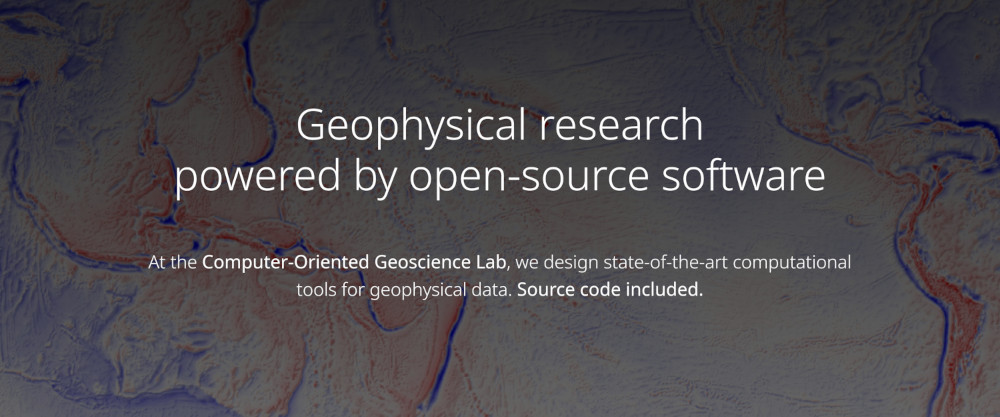 Geophysical research
powered by open-source software
At the Computer-Oriented Geoscience Lab, we design state-of-the-art computational
tools for geophysical data. Source code included.